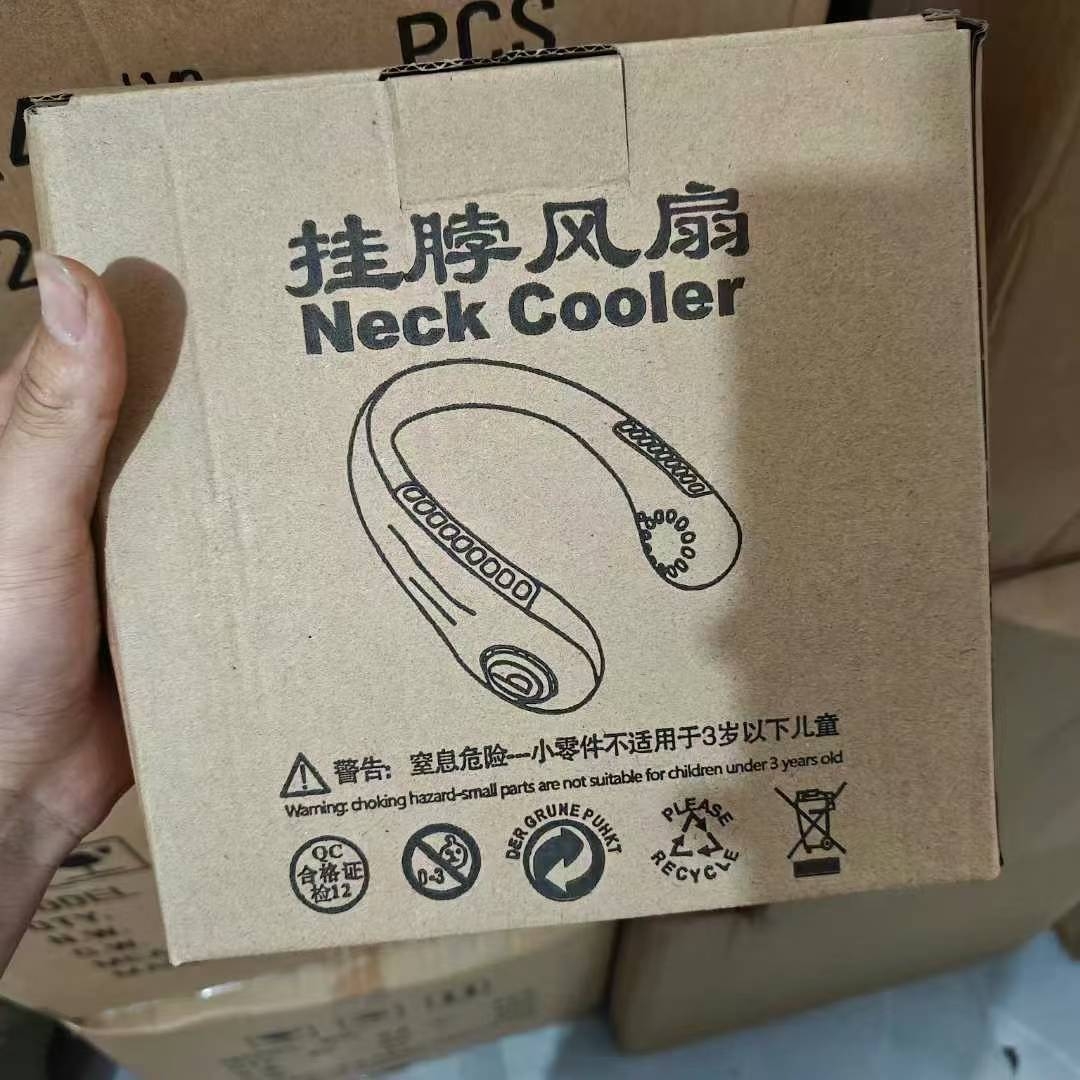 PCS
挂脖风扇
Neck Cooler
警告: 窒息危险---小零件不适用于3岁以下儿童
Warning: choking hazard-small parts are not suitable for children under 3 years old
QC
合格证
检12
0-3
DER GRUNE PUHKT
PLEASE
RECYCLE